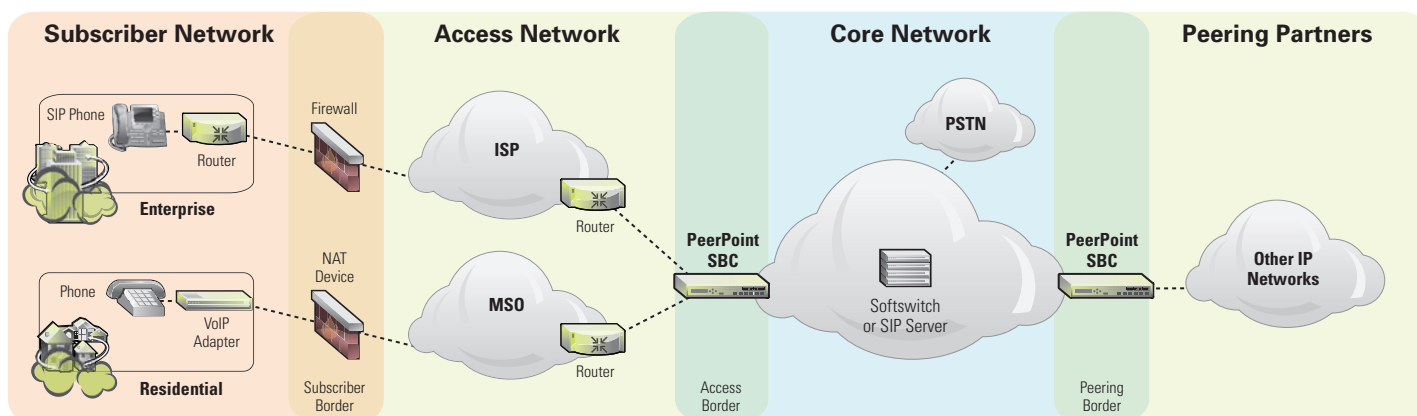 Subscriber Network
Access Network
Core Network
Peering Partners
SIP Phone
Router
Enterprise
Firewall
ISP
Router
PSTN
Phone
VoIP
Adapter
Residential
NAT
Device
Subscriber
Border
MSO
Router
PeerPoint
SBC
Access
Border
Softswitch
or SIP Server
PeerPoint
SBC
Peering
Border
Other IP
Networks